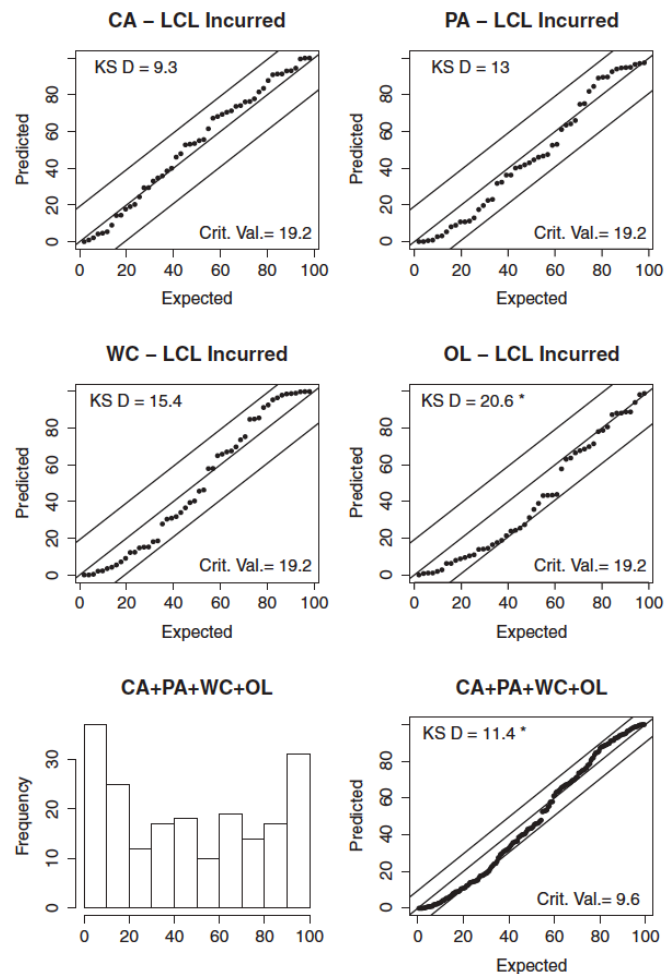 CA – LCL Incurred
KS D = 9.3
Crit. Val.= 19.2
Predicted
0 20 40 60 80
0 20 40 60 80 100
Expected
PA – LCL Incurred
KS D = 13
Crit. Val.= 19.2
Predicted
0 20 40 60 80
0 20 40 60 80 100
Expected
WC – LCL Incurred
KS D = 15.4
Crit. Val.= 19.2
Predicted
0 20 40 60 80
0 20 40 60 80 100
Expected
OL – LCL Incurred
KS D = 20.6 *
Crit. Val.= 19.2
Predicted
0 20 40 60 80
0 20 40 60 80 100
Expected
CA+PA+WC+OL
Frequency
0 10 20 30
0 20 40 60 80 100
CA+PA+WC+OL
KS D = 11.4 *
Crit. Val.= 9.6
Predicted
0 20 40 60 80
0 20 40 60 80 100
Expected